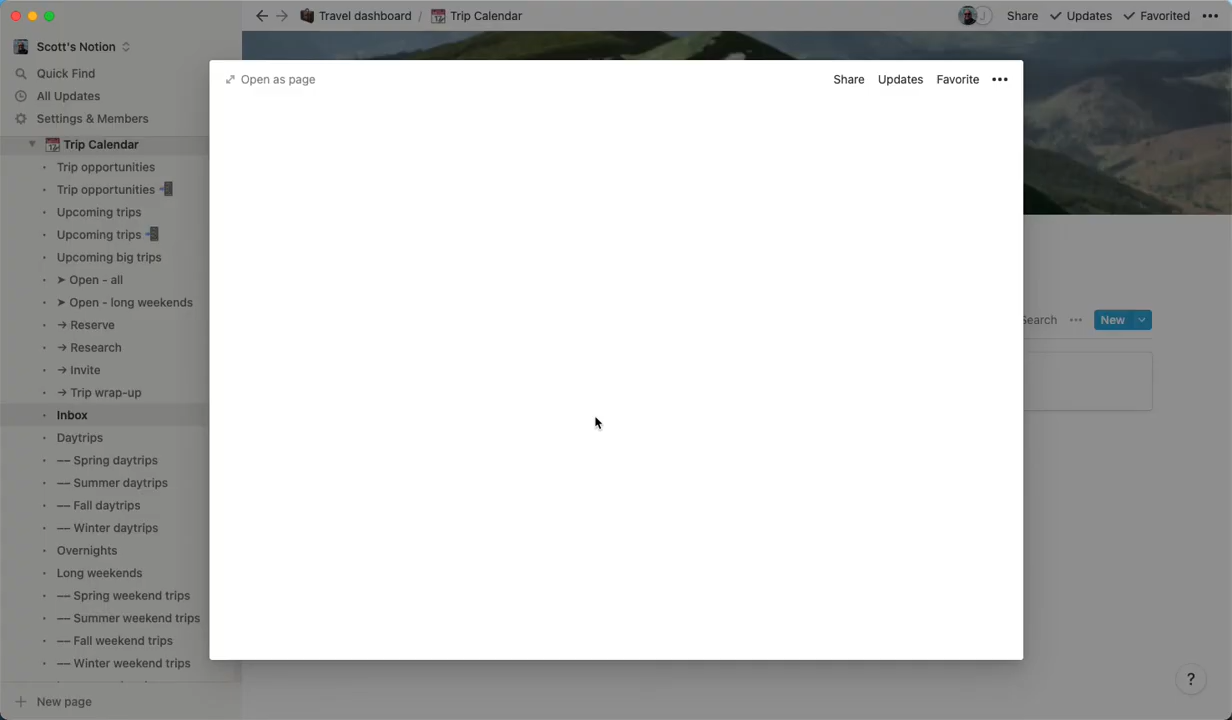 Travel dashboard / Trip Calendar
J Share Updates Favorited
Scott's Notion
Quick Find
All Updates
Settings & Members
Trip Calendar
Trip opportunities
Trip opportunities
Upcoming trips
Upcoming trips
Upcoming big trips
➤ Open - all
➤ Open - long weekends
→ Reserve
→ Research
→ Invite
→ Trip wrap-up
Inbox
Daytrips
— Spring daytrips
— Summer daytrips
— Fall daytrips
— Winter daytrips
Overnights
Long weekends
— Spring weekend trips
— Summer weekend trips
— Fall weekend trips
— Winter weekend trips
+ New page
Open as page
Share Updates Favorite •••
Search ••• New
?